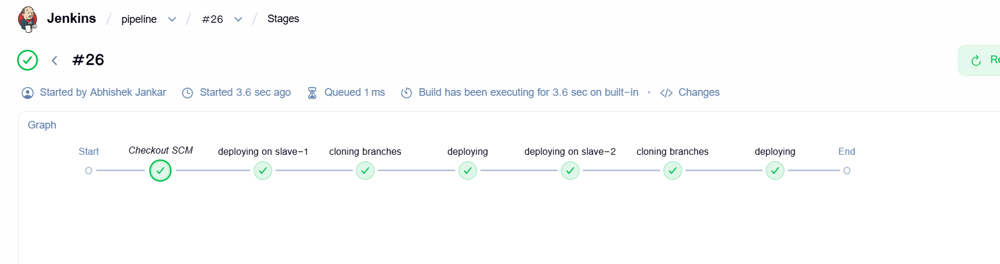 Jenkins / pipeline / #26 / Stages
#26
Re
Started by Abhishek Jankar Started 3.6 sec ago Queued 1 ms Build has been executing for 3.6 sec on built-in • </> Changes
Graph
Start Checkout SCM deploying on slave-1 cloning branches deploying deploying on slave-2 cloning branches deploying End